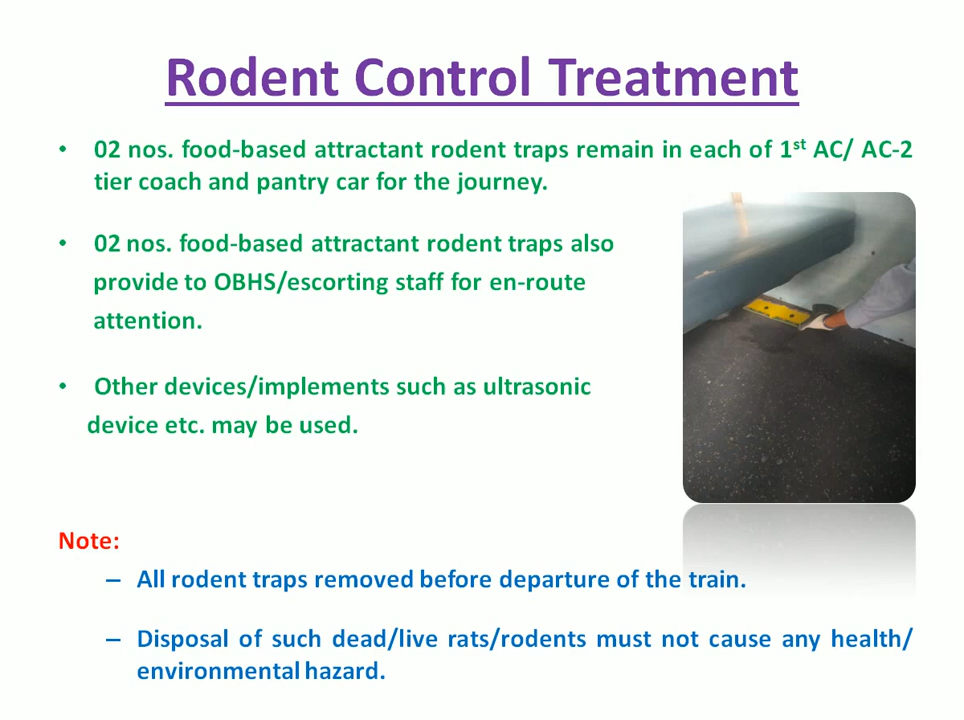 Rodent Control Treatment
• 02 nos. food-based attractant rodent traps remain in each of 1st AC/ AC-2
tier coach and pantry car for the journey.
• 02 nos. food-based attractant rodent traps also
provide to OBHS/escorting staff for en-route
attention.
• Other devices/implements such as ultrasonic
device etc. may be used.
Note:
– All rodent traps removed before departure of the train.
– Disposal of such dead/live rats/rodents must not cause any health/
environmental hazard.